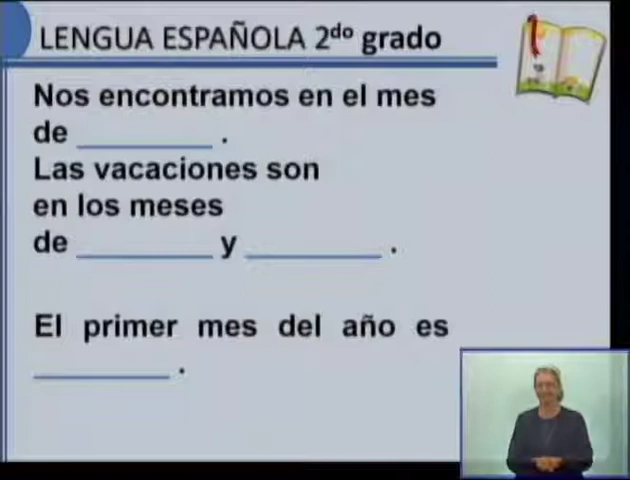 LENGUA ESPAÑOLA 2do grado
Nos encontramos en el mes
de ________ .
Las vacaciones son
en los meses
de ________ y ________ .
El primer mes del año es
________ .